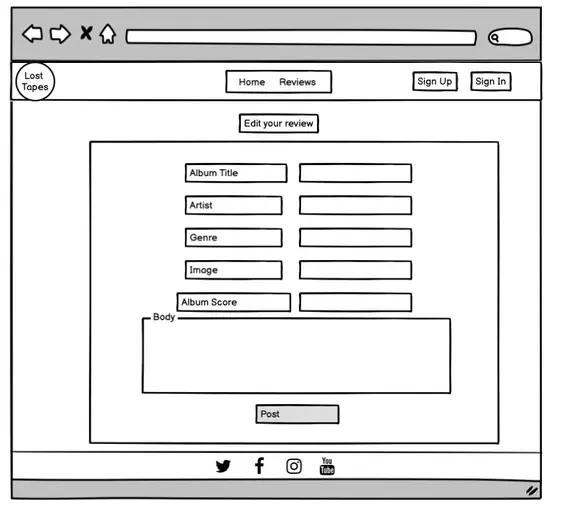 Lost
Tapes
Home Reviews
Sign Up
Sign In
Edit your review
Album Title
Artist
Genre
Image
Album Score
Body
Post
You
Tube